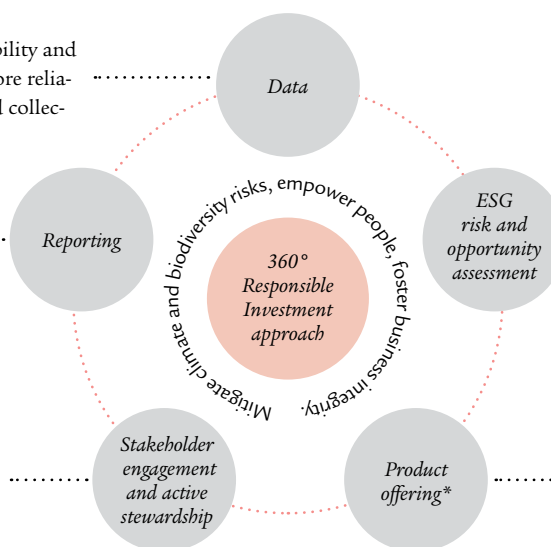 bility and
ore relia-
d collec-
Data
ESG
risk and
opportunity
assessment
Product
offering*
Stakeholder
engagement
and active
stewardship
Reporting
Mitigate climate and biodiversity risks, empower people, foster business integrity.
360°
Responsible
Investment
approach